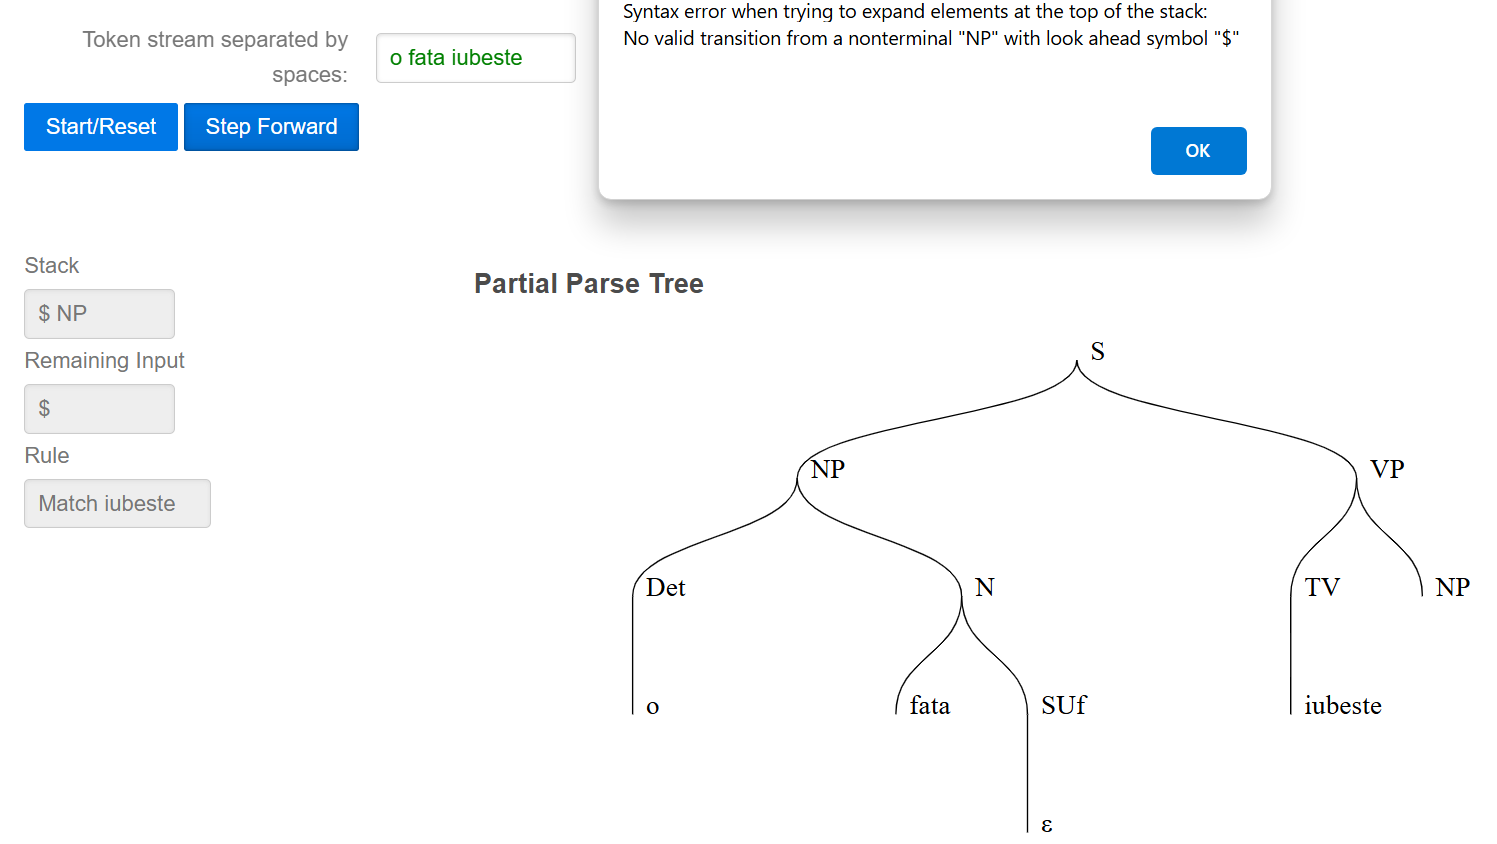 Syntax error when trying to expand elements at the top of the stack:
No valid transition from a nonterminal "NP" with look ahead symbol "$"
OK
Token stream separated by
spaces:
o fata iubeste
Start/Reset
Step Forward
Stack
$ NP
Remaining Input
$
Rule
Match iubeste
Partial Parse Tree
S
NP
VP
Det
N
TV
NP
o
fata
SUf
iubeste
ε